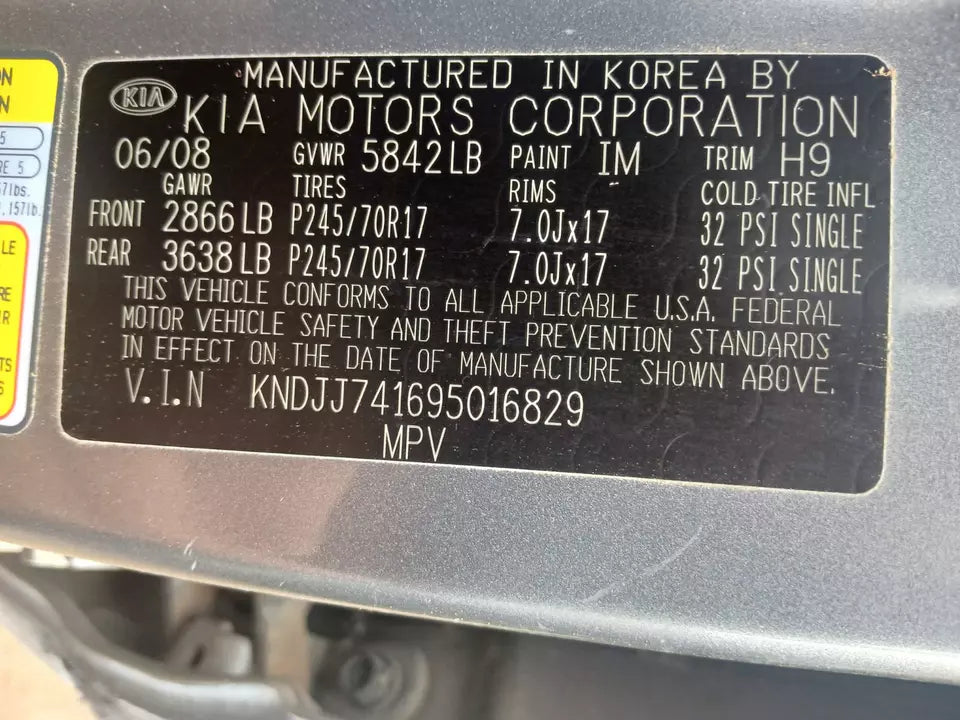 MANUFACTURED IN KOREA BY
KIA
KIA MOTORS CORPORATION
06/08 GVWR 5842LB PAINT IM TRIM H9
GAWR TIRES RIMS COLD TIRE INFL
FRONT 2866LB P245/70R17 7.0Jx17 32 PSI SINGLE
REAR 3638LB P245/70R17 7.0Jx17 32 PSI SINGLE
THIS VEHICLE CONFORMS TO ALL APPLICABLE U.S.A. FEDERAL
MOTOR VEHICLE SAFETY AND THEFT PREVENTION STANDARDS
IN EFFECT ON THE DATE OF MANUFACTURE SHOWN ABOVE.
V.I.N KNDJJ741695016829
MPV